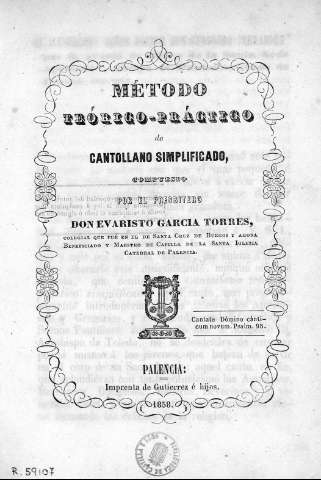 MÉTODO
TEÓRICO-PRÁCTICO
de
CANTOLLANO SIMPLIFICADO,
COMPUESTO
POR EL PRESBITERO
DON EVARISTO GARCIA TORRES,
COLEGIAL QUE FUÉ EN EL DE SANTA CRUZ DE BURGOS Y AHORA
BENEFICIADO Y MAESTRO DE CAPILLA DE LA SANTA IGLESIA
CATEDRAL DE PALENCIA.
Cantate Dómino cánti-
cum novum. Psalm. 95.
PALENCIA:
Imprenta de Gutierrez é hijos.
1858.
R. 59107